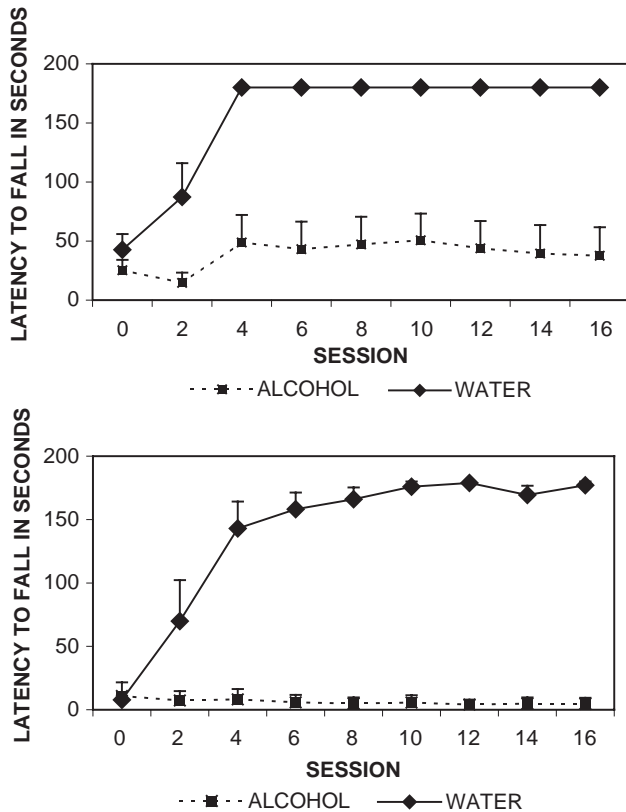 LATENCY TO FALL IN SECONDS
200
150
100
50
0
0 2 4 6 8 10 12 14 16
SESSION
ALCOHOL WATER
LATENCY TO FALL IN SECONDS
200
150
100
50
0
0 2 4 6 8 10 12 14 16
SESSION
ALCOHOL WATER